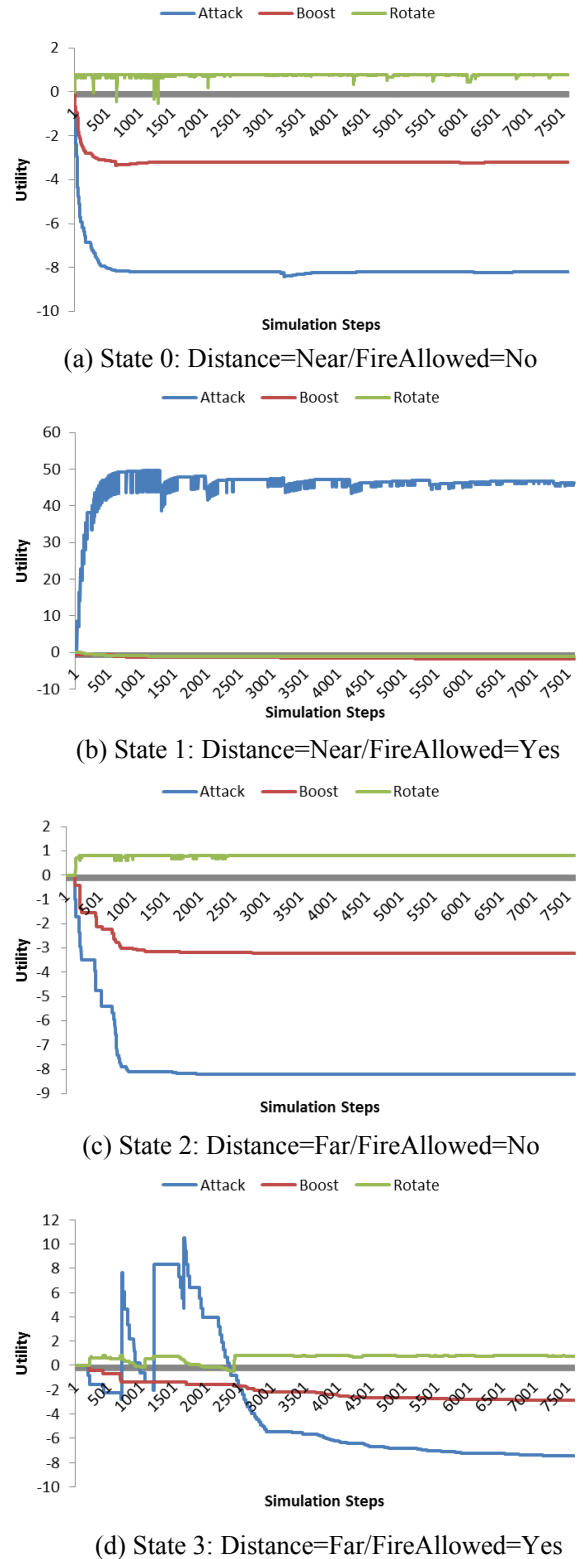 Attack Boost Rotate
2
0
-2
-4
-6
-8
-10
Utility
1 501 1001 1501 2001 2501 3001 3501 4001 4501 5001 5501 6001 6501 7001 7501
Simulation Steps
(a) State 0: Distance=Near/FireAllowed=No
Attack Boost Rotate
60
50
40
30
20
10
0
-10
Utility
1 501 1001 1501 2001 2501 3001 3501 4001 4501 5001 5501 6001 6501 7001 7501
Simulation Steps
(b) State 1: Distance=Near/FireAllowed=Yes
Attack Boost Rotate
2
1
0
-1
-2
-3
-4
-5
-6
-7
-8
-9
Utility
1 501 1001 1501 2001 2501 3001 3501 4001 4501 5001 5501 6001 6501 7001 7501
Simulation Steps
(c) State 2: Distance=Far/FireAllowed=No
Attack Boost Rotate
12
10
8
6
4
2
0
-2
-4
-6
-8
-10
Utility
1 501 1001 1501 2001 2501 3001 3501 4001 4501 5001 5501 6001 6501 7001 7501
Simulation Steps
(d) State 3: Distance=Far/FireAllowed=Yes